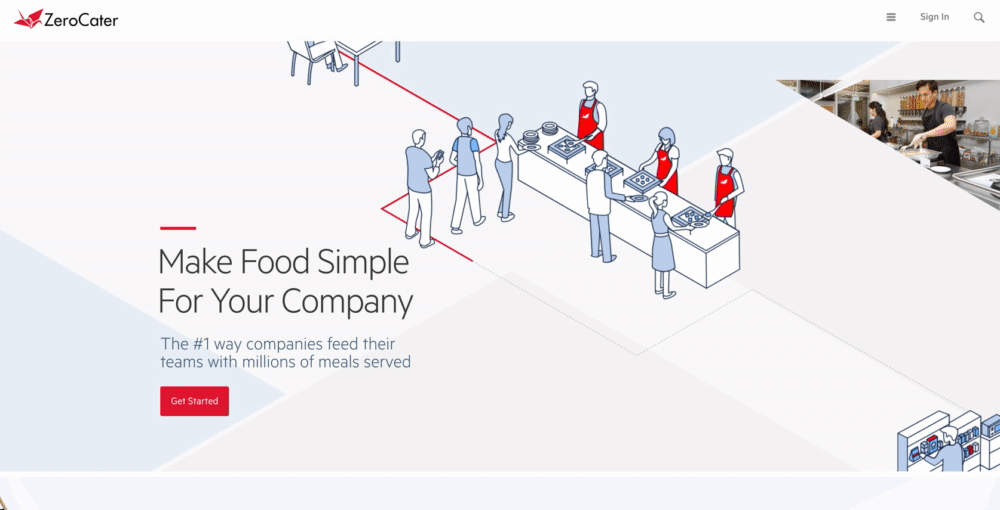 ZeroCater
Sign In
Make Food Simple
For Your Company
The #1 way companies feed their
teams with millions of meals served
Get Started